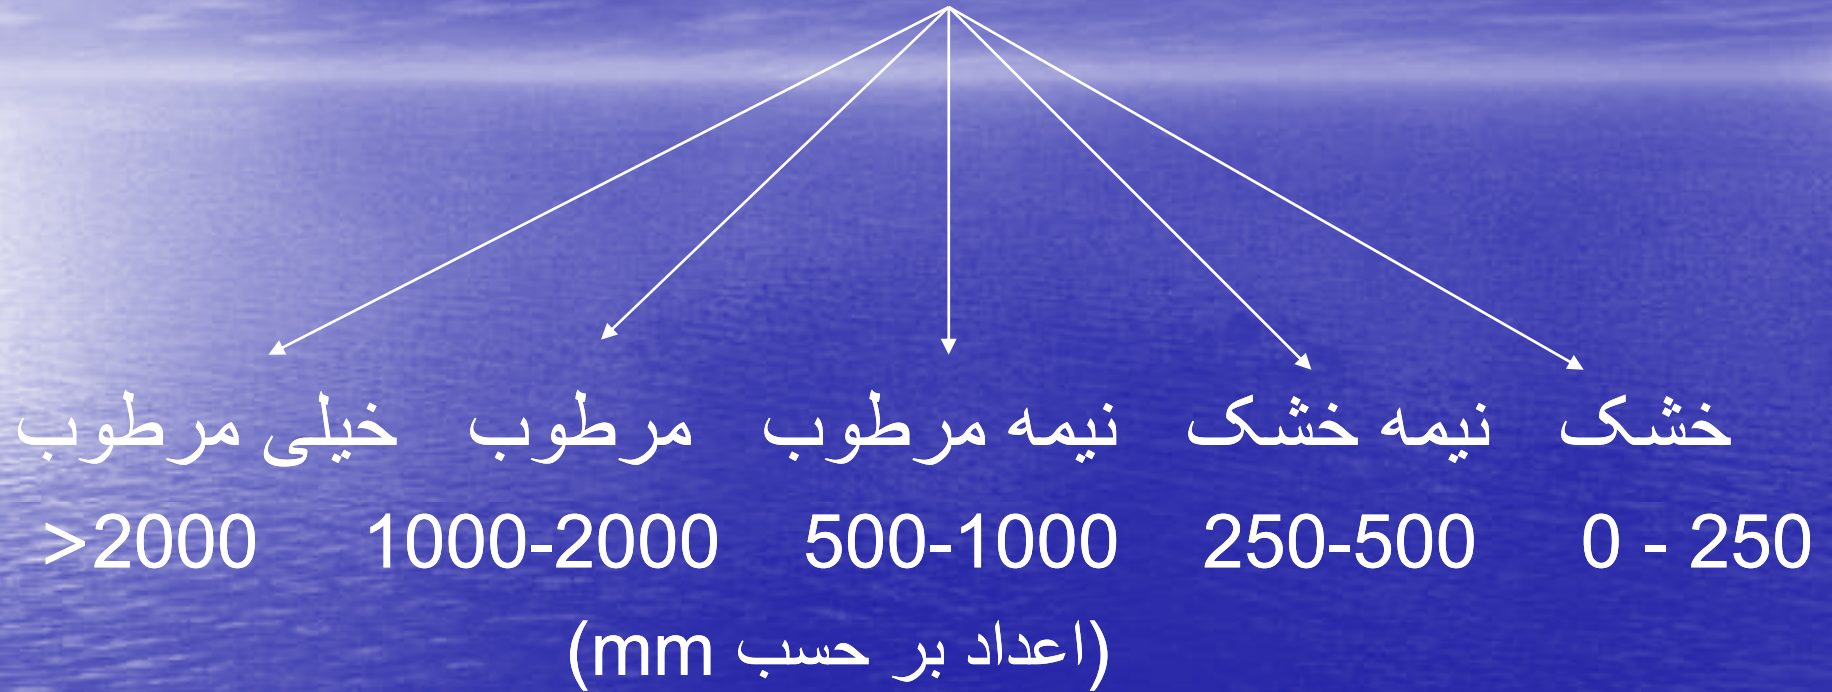 خشک نیمه خشک نیمه مرطوب مرطوب خیلی مرطوب
0 - 250 250-500 500-1000 1000-2000 >2000
(اعداد بر حسب mm)